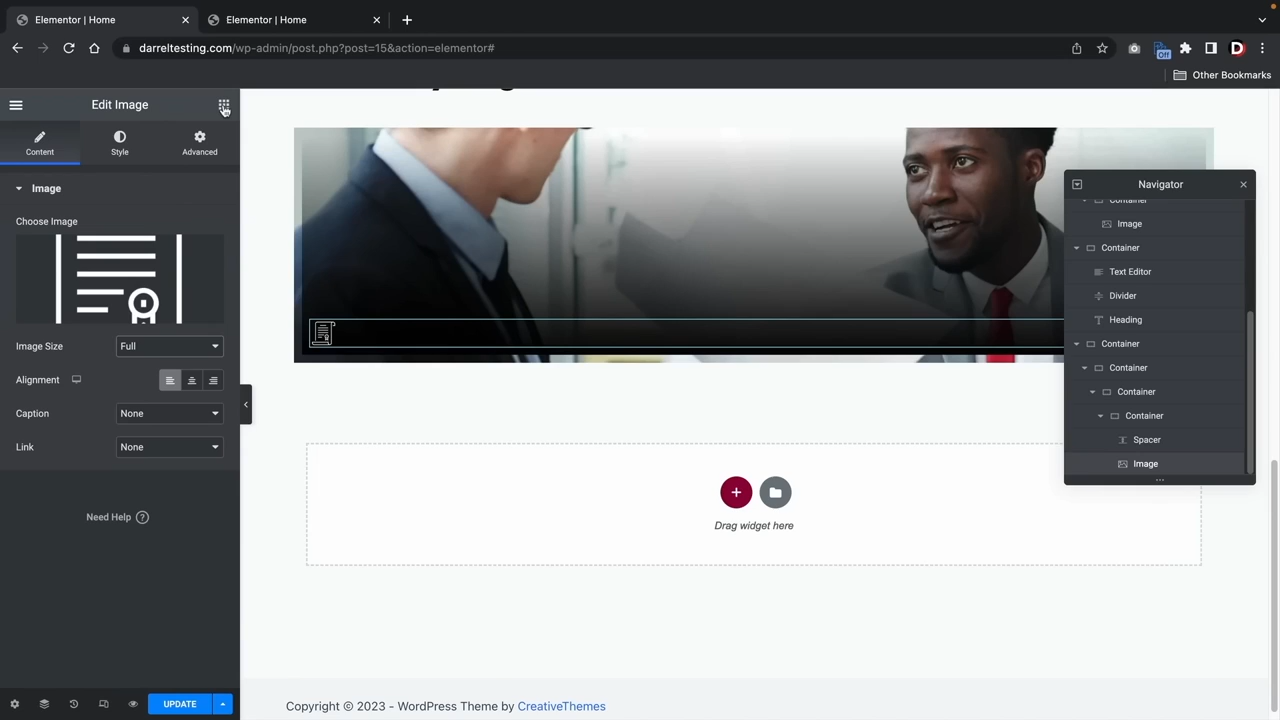 Elementor | Home
Elementor | Home
darreltesting.com/wp-admin/post.php?post=15&action=elementor#
Off
D
Other Bookmarks
Edit Image
Content
Style
Advanced
Image
Choose Image
Image Size
Full
Alignment
Caption
None
Link
None
Need Help
UPDATE
Navigator
Container
Image
Container
Text Editor
Divider
Heading
Container
Container
Container
Container
Spacer
Image
Drag widget here
Copyright © 2023 - WordPress Theme by CreativeThemes